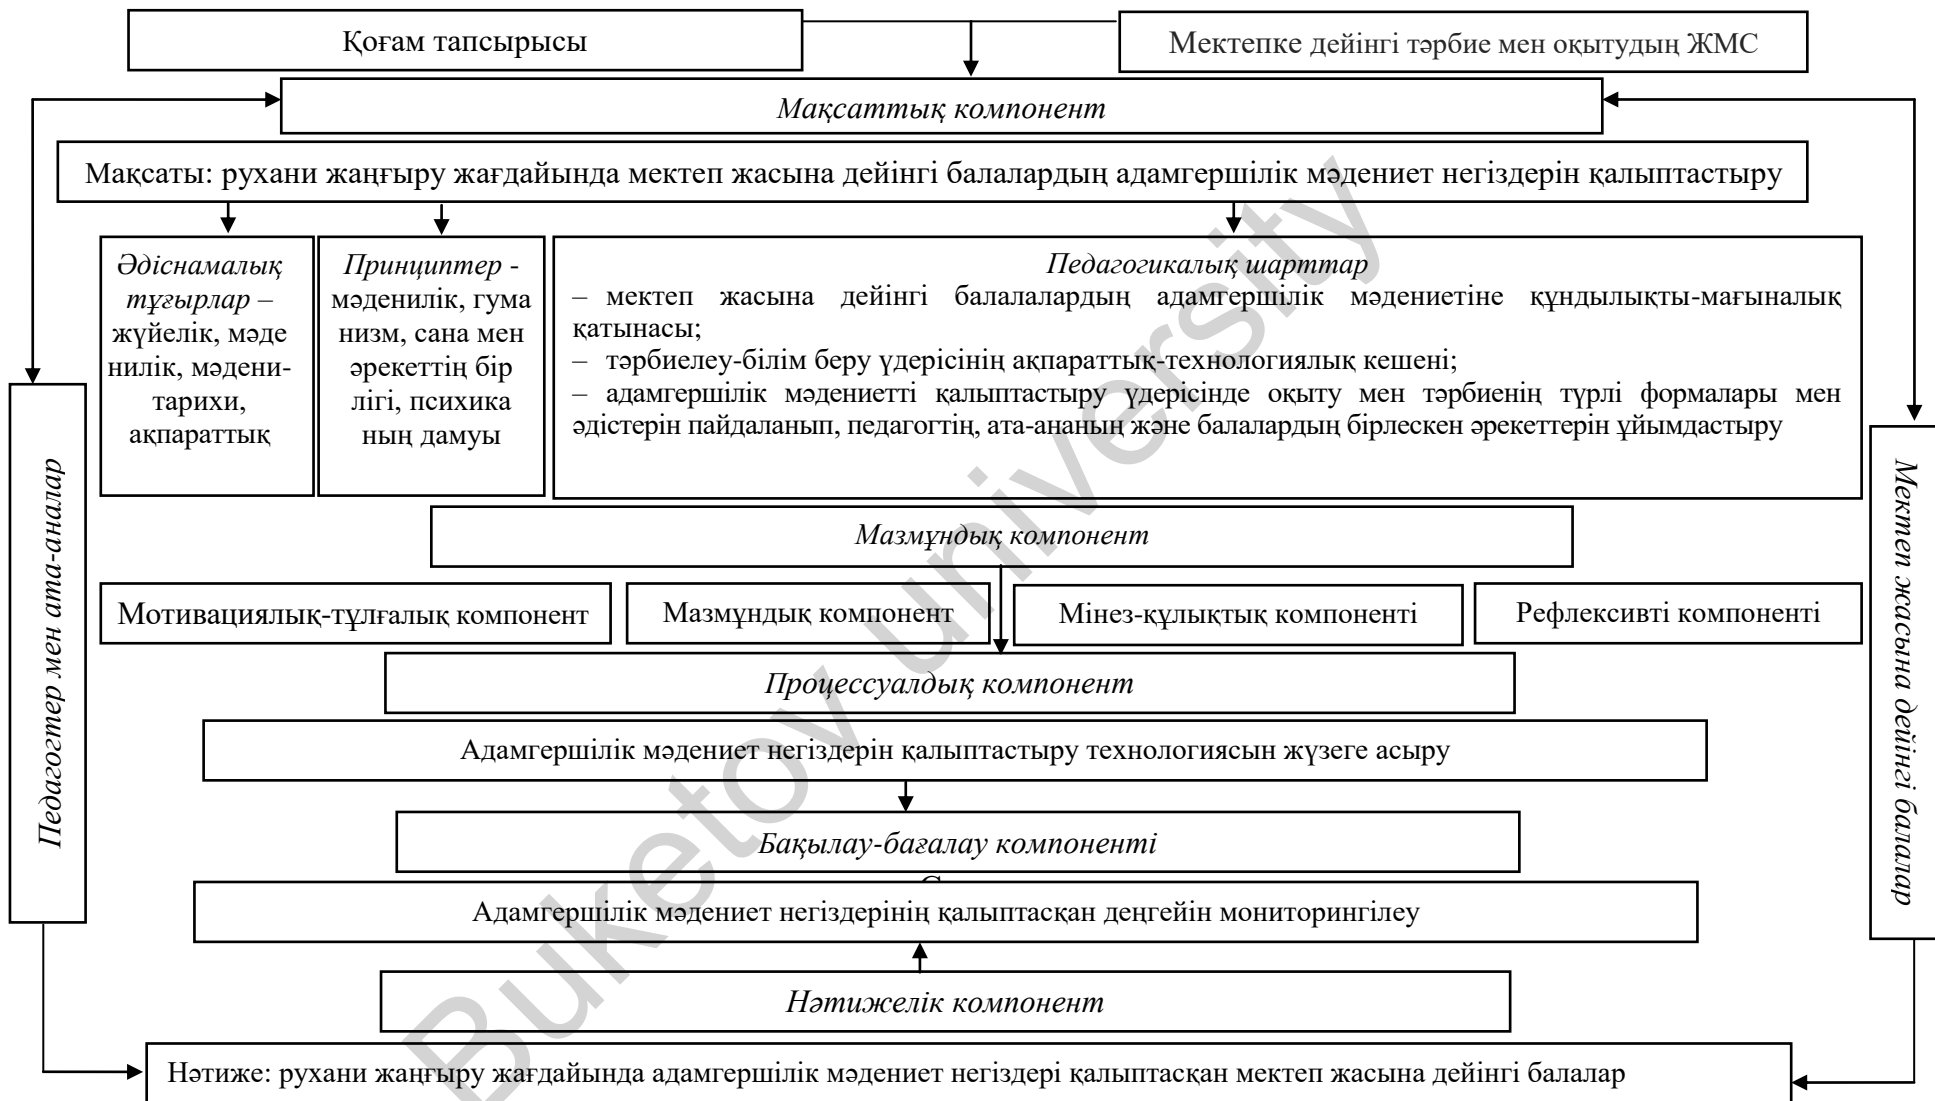 Қоғам тапсырысы
Мектепке дейінгі тәрбие мен оқытудың ЖМС
Мақсаттық компонент
Мақсаты: рухани жаңғыру жағдайында мектеп жасына дейінгі балалардың адамгершілік мәдениет негіздерін қалыптастыру
Әдіснамалық
тұғырлар –
жүйелік, мәде
нилік, мәдени-
тарихи,
ақпараттық
Принциптер -
мәденилік, гума
низм, сана мен
әрекеттің бір
лігі, психика
ның дамуы
Педагогикалық шарттар
– мектеп жасына дейінгі балалалардың адамгершілік мәдениетіне құндылықты-мағыналық
қатынасы;
– тәрбиелеу-білім беру үдерісінің ақпараттық-технологиялық кешені;
– адамгершілік мәдениетті қалыптастыру үдерісінде оқыту мен тәрбиенің түрлі формалары мен
әдістерін пайдаланып, педагогтің, ата-ананың және балалардың бірлескен әрекеттерін ұйымдастыру
Педагогтер мен ата-аналар
Мектеп жасына дейінгі балалар
Мазмұндық компонент
Мотивациялық-тұлғалық компонент
Мазмұндық компонент
Мінез-құлықтық компоненті
Рефлексивті компоненті
Процессуалдық компонент
Адамгершілік мәдениет негіздерін қалыптастыру технологиясын жүзеге асыру
Бақылау-бағалау компоненті
Адамгершілік мәдениет негіздерінің қалыптасқан деңгейін мониторингілеу
Нәтижелік компонент
Нәтиже: рухани жаңғыру жағдайында адамгершілік мәдениет негіздері қалыптасқан мектеп жасына дейінгі балалар
Buketov university